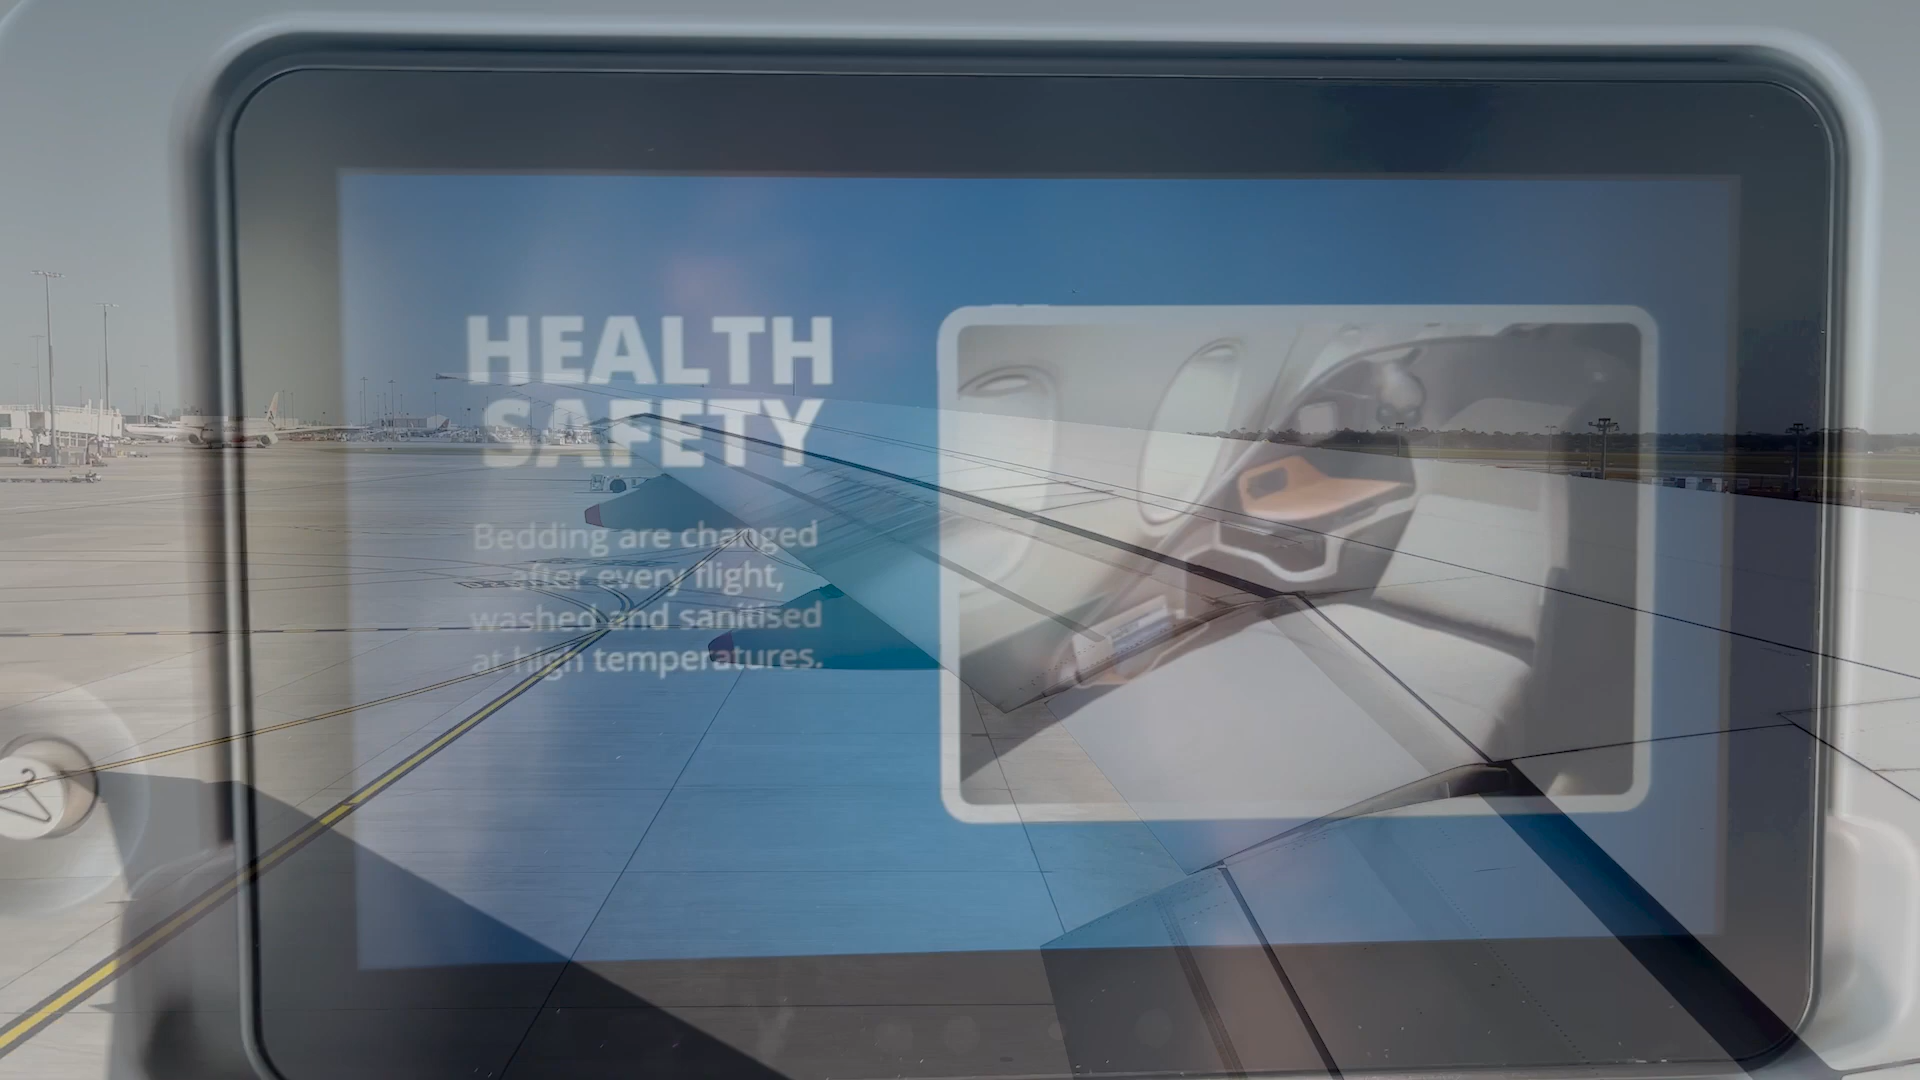 HEALTH
SAFETY
Bedding are changed
after every flight,
washed and sanitised
at high temperatures.